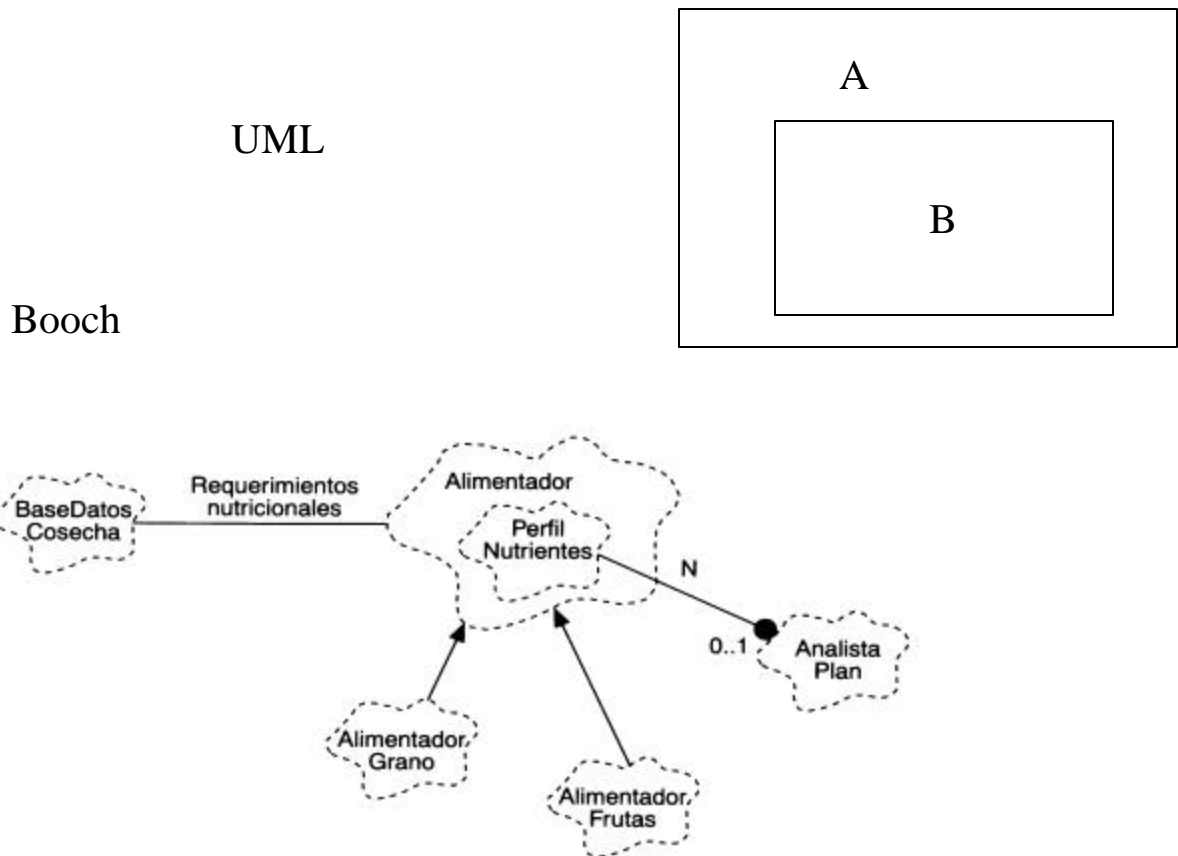 A
UML
B
Booch
Requerimientos
nutricionales
Alimentador
BaseDatos
Cosecha
Perfil
Nutrientes
N
0..1
Analista
Plan
Alimentador
Grano
Alimentador
Frutas